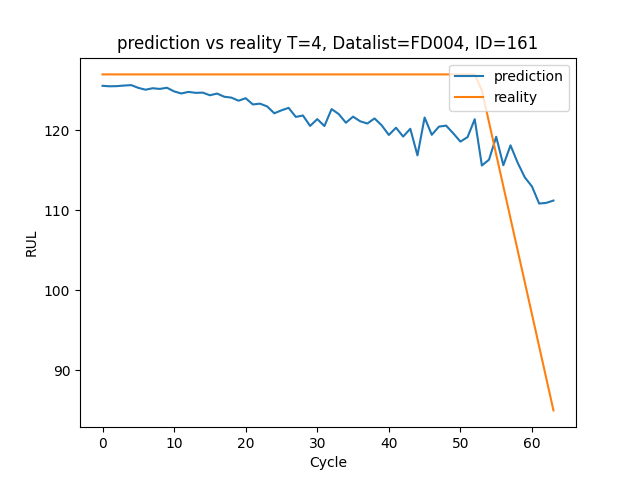 prediction vs reality T=4, Datalist=FD004, ID=161
prediction
reality
120
110
100
90
RUL
0 10 20 30 40 50 60
Cycle